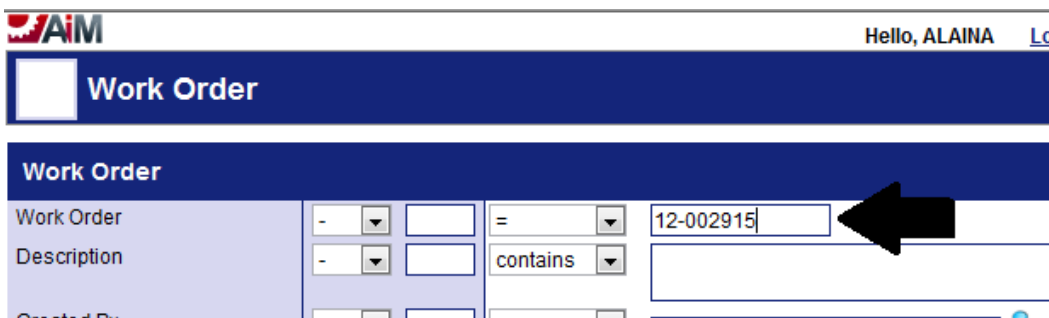 AiM
Hello, ALAINA
Work Order
Work Order
Work Order - = 12-002915
Description - contains